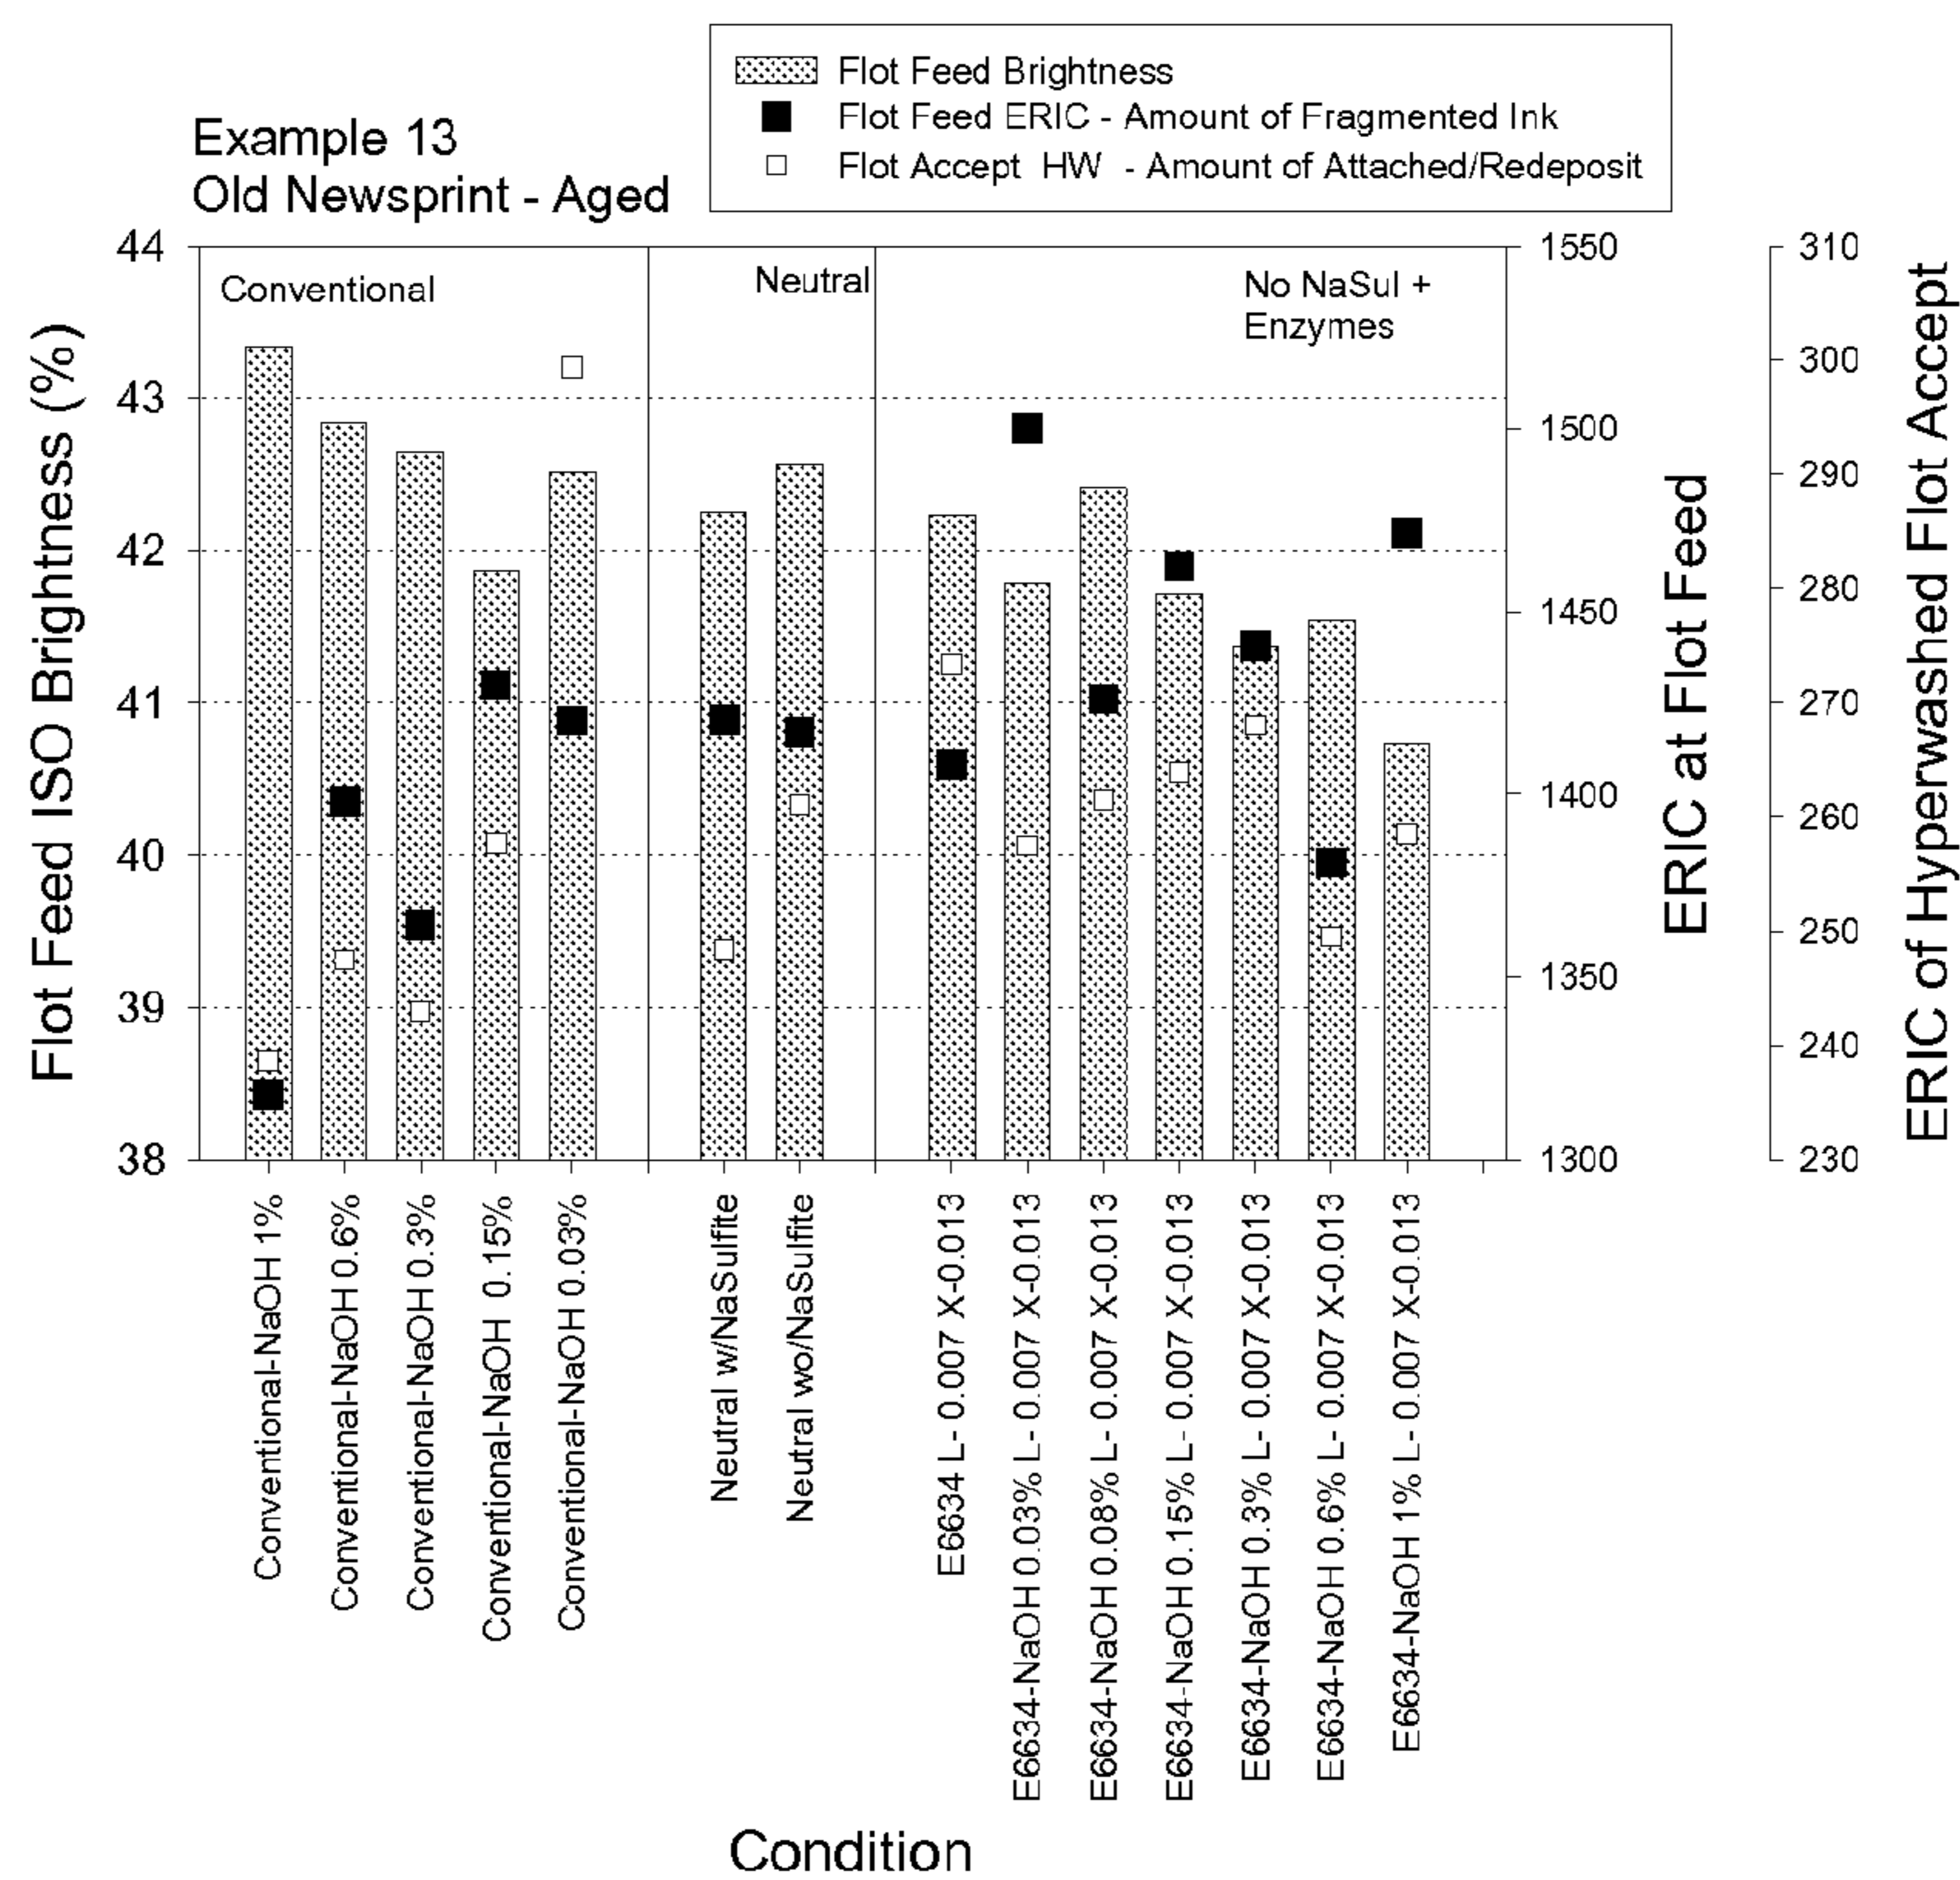 Flot Feed Brightness
Flot Feed ERIC - Amount of Fragmented Ink
Flot Accept HW - Amount of Attached/Redeposit
Example 13
Old Newsprint - Aged
Conventional
Neutral
No NaSul +
Enzymes
Flot Feed ISO Brightness (%)
44
43
42
41
40
39
38
1550
1500
1450
1400
1350
1300
ERIC at Flot Feed
310
300
290
280
270
260
250
240
230
ERIC of Hyperwashed Flot Accept
Conventional-NaOH 1%
Conventional-NaOH 0.6%
Conventional-NaOH 0.3%
Conventional-NaOH 0.15%
Conventional-NaOH 0.03%
Neutral w/NaSulfite
Neutral wo/NaSulfite
E6634 L- 0.007 X-0.013
E6634-NaOH 0.03% L- 0.007 X-0.013
E6634-NaOH 0.08% L- 0.007 X-0.013
E6634-NaOH 0.15% L- 0.007 X-0.013
E6634-NaOH 0.3% L- 0.007 X-0.013
E6634-NaOH 0.6% L- 0.007 X-0.013
E6634-NaOH 1% L- 0.007 X-0.013
Condition